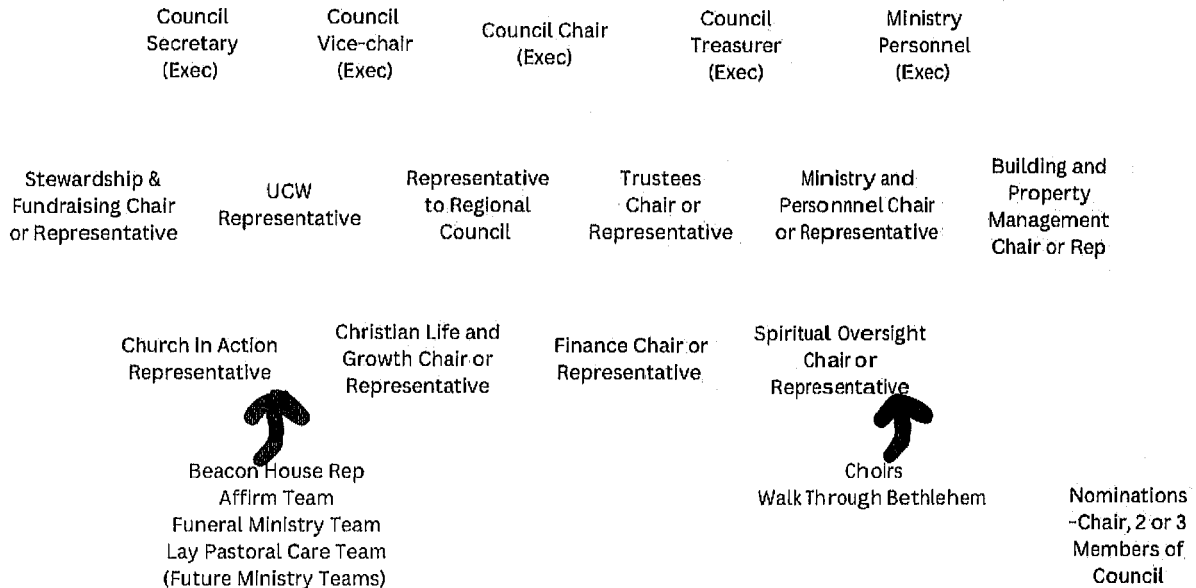 Council
Secretary
(Exec)
Council
Vice-chair
(Exec)
Council Chair
(Exec)
Council
Treasurer
(Exec)
Ministry
Personnel
(Exec)
Stewardship &
Fundraising Chair
or Representative
UCW
Representative
Representative
to Regional
Council
Trustees
Chair or
Representative
Ministry and
Personnnel Chair
or Representative
Building and
Property
Management
Chair or Rep
Church In Action
Representative
Christian Life and
Growth Chair or
Representative
Finance Chair or
Representative
Spiritual Oversight
Chair or
Representative
Beacon House Rep
Affirm Team
Funeral Ministry Team
Lay Pastoral Care Team
(Future Ministry Teams)
Choirs
Walk Through Bethlehem
Nominations
-Chair, 2 or 3
Members of
Council